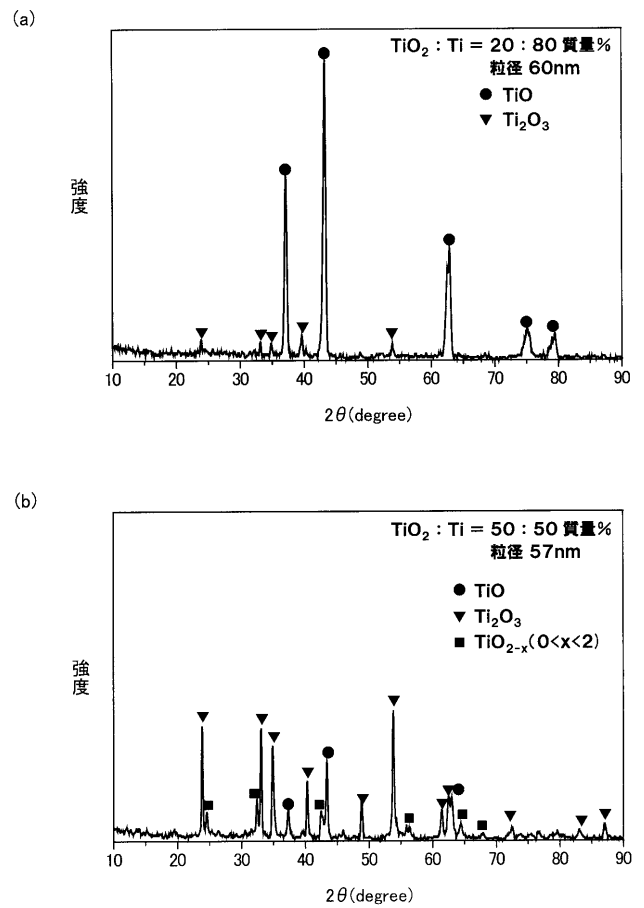 (a)
TiO₂ : Ti = 20 : 80 質量%
粒径 60nm
● TiO
▼ Ti₂O₃
強度
10 20 30 40 50 60 70 80 90
2θ(degree)
(b)
TiO₂ : Ti = 50 : 50 質量%
粒径 57nm
● TiO
▼ Ti₂O₃
■ TiO₂₋ₓ(0<x<2)
強度
10 20 30 40 50 60 70 80 90
2θ(degree)